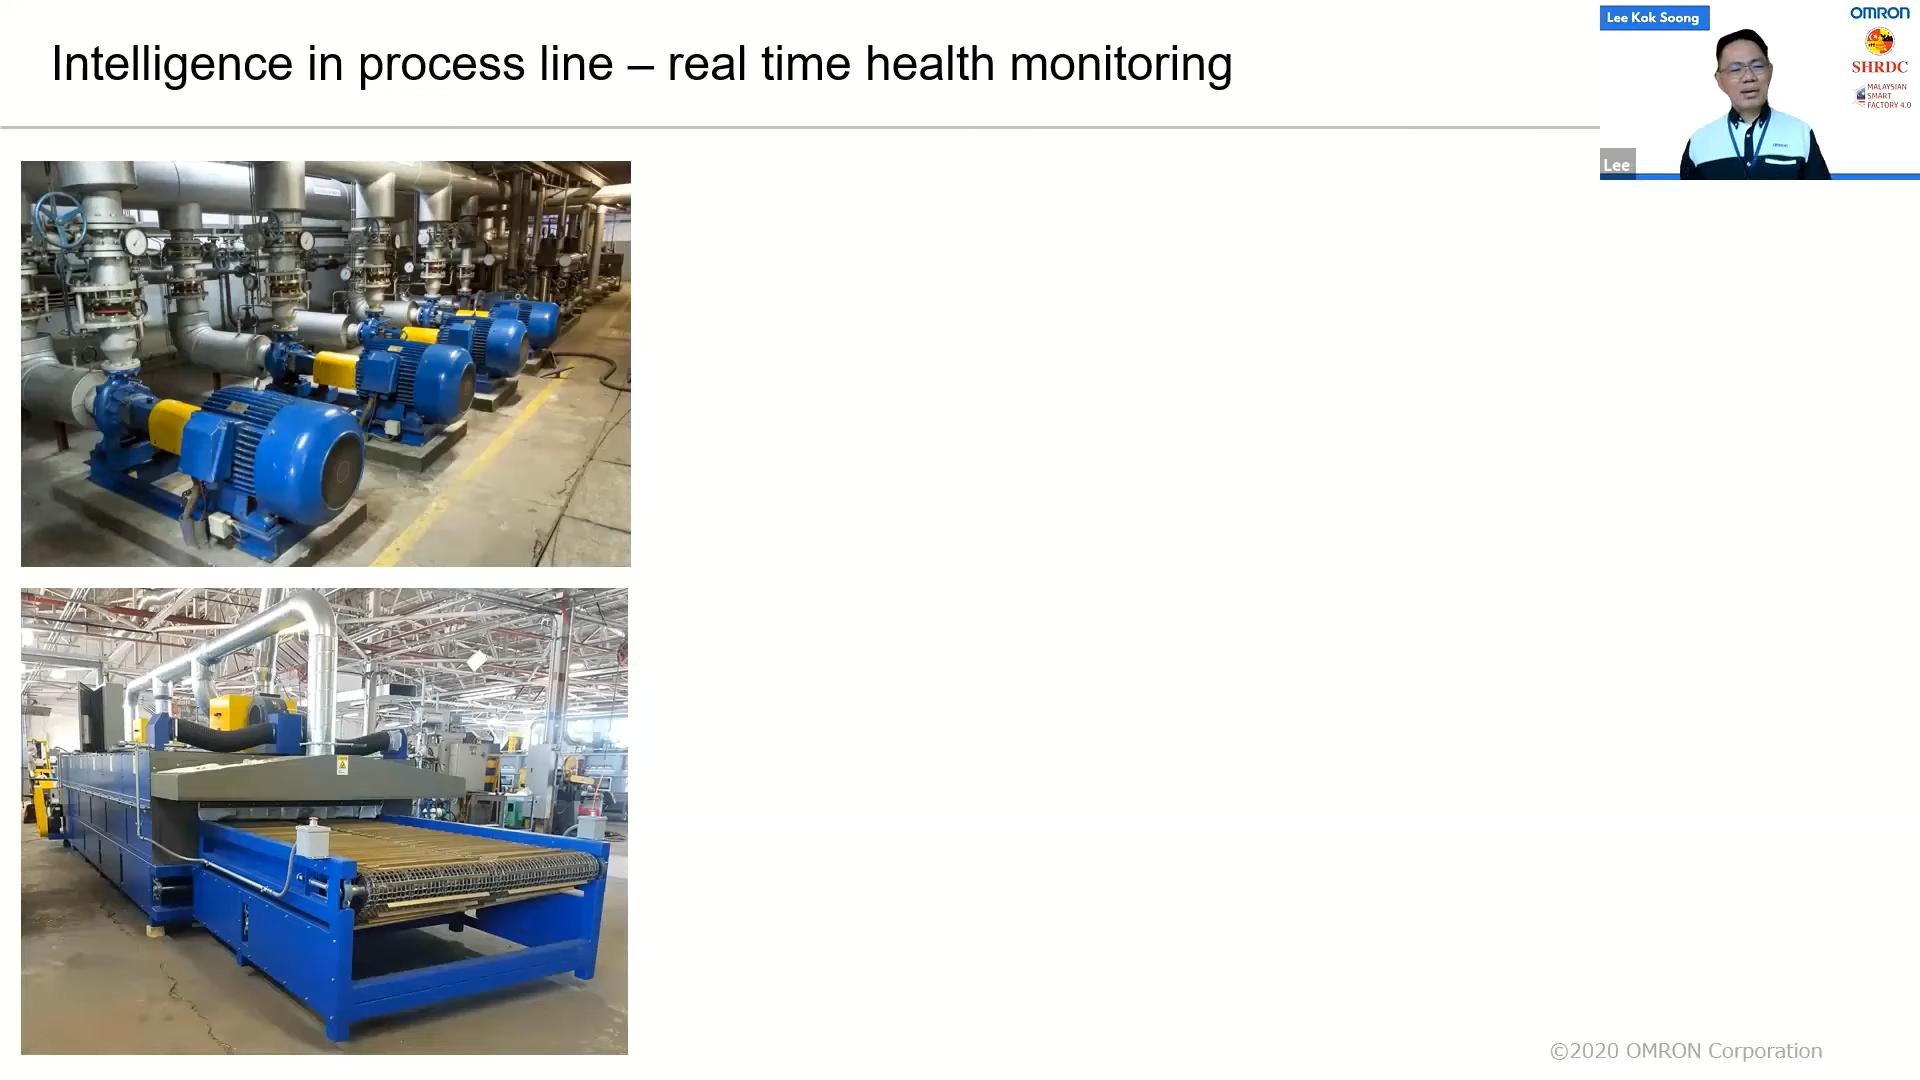 Intelligence in process line – real time health monitoring
Lee Kok Soong
OMRON
SHRDC
MALAYSIAN
SMART
FACTORY 4.0
OMRON
Lee
©2020 OMRON Corporation